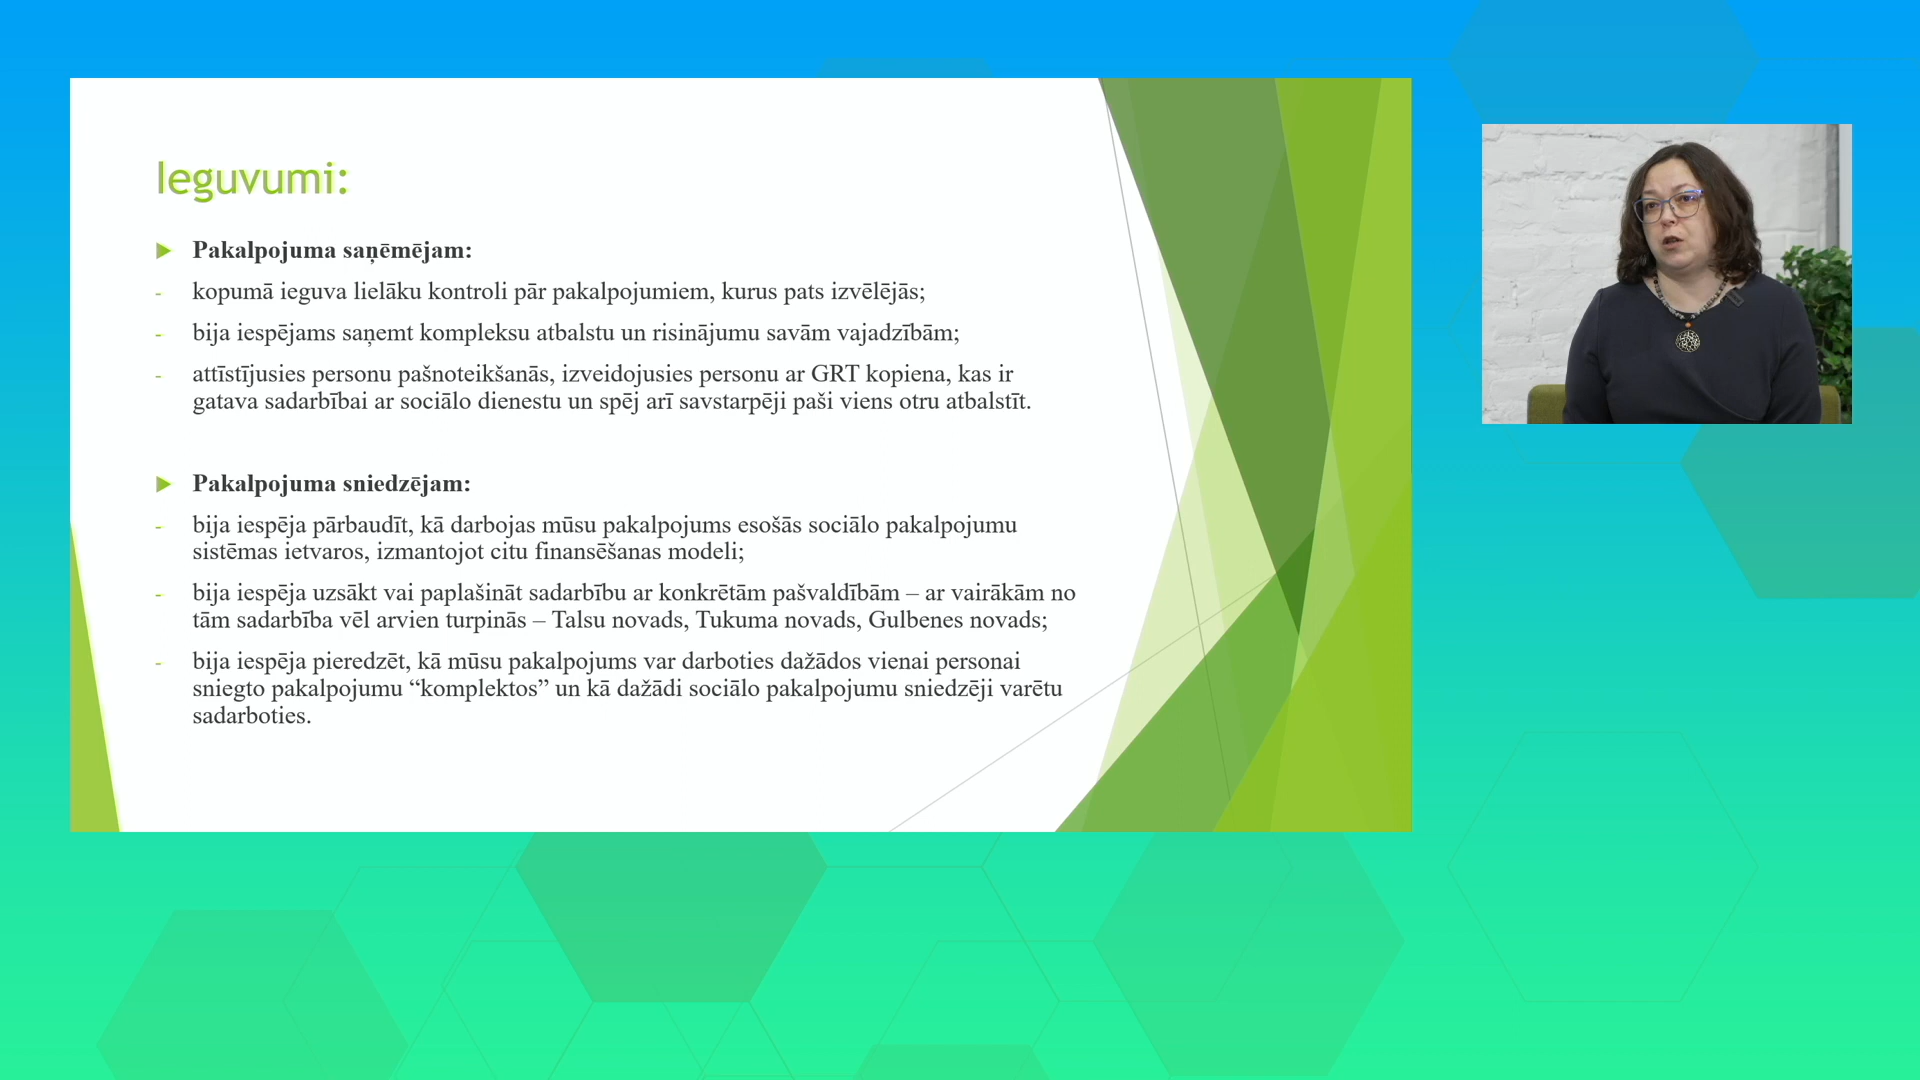 Ieguvumi:
Pakalpojuma saņēmējam:
- kopumā ieguva lielāku kontroli pār pakalpojumiem, kurus pats izvēlējās;
- bija iespējams saņemt kompleksu atbalstu un risinājumu savām vajadzībām;
- attīstījusies personu pašnoteikšanās, izveidojusies personu ar GRT kopiena, kas ir
gatava sadarbībai ar sociālo dienestu un spēj arī savstarpēji paši viens otru atbalstīt.
Pakalpojuma sniedzējam:
- bija iespēja pārbaudīt, kā darbojas mūsu pakalpojums esošās sociālo pakalpojumu
sistēmas ietvaros, izmantojot citu finansēšanas modeli;
- bija iespēja uzsākt vai paplašināt sadarbību ar konkrētām pašvaldībām – ar vairākām no
tām sadarbība vēl arvien turpinās – Talsu novads, Tukuma novads, Gulbenes novads;
- bija iespēja pieredzēt, kā mūsu pakalpojums var darboties dažādos vienai personai
sniegto pakalpojumu “komplektos” un kā dažādi sociālo pakalpojumu sniedzēji varētu
sadarboties.